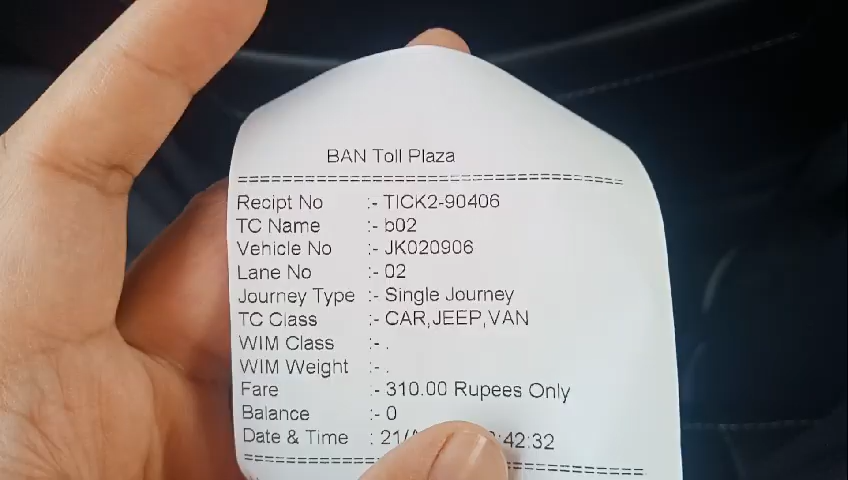 BAN Toll Plaza
=============================================
Recipt No :- TICK2-90406
TC Name :- b02
Vehicle No :- JK020906
Lane No :- 02
Journey Type :- Single Journey
TC Class :- CAR,JEEP,VAN
WIM Class :- .
WIM Weight :- .
Fare :- 310.00 Rupees Only
Balance :- 0
Date & Time : 21/ :42:32
=============================================